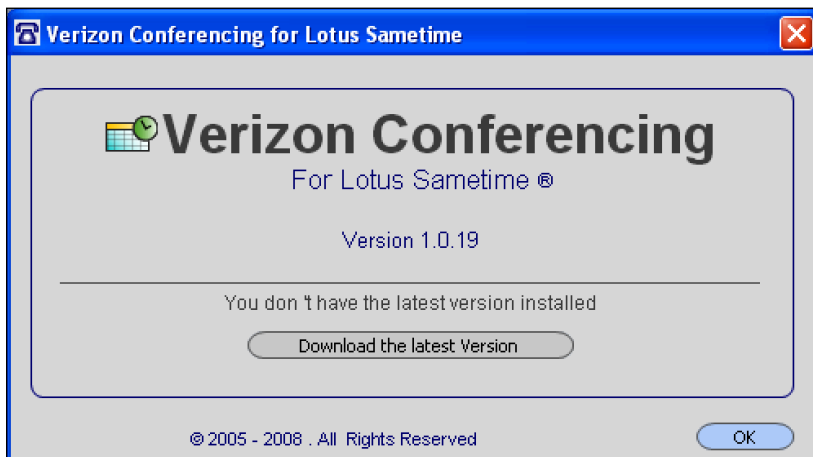 Verizon Conferencing for Lotus Sametime
Verizon Conferencing
For Lotus Sametime ®
Version 1.0.19
You don 't have the latest version installed
Download the latest Version
© 2005 - 2008 . All Rights Reserved
OK